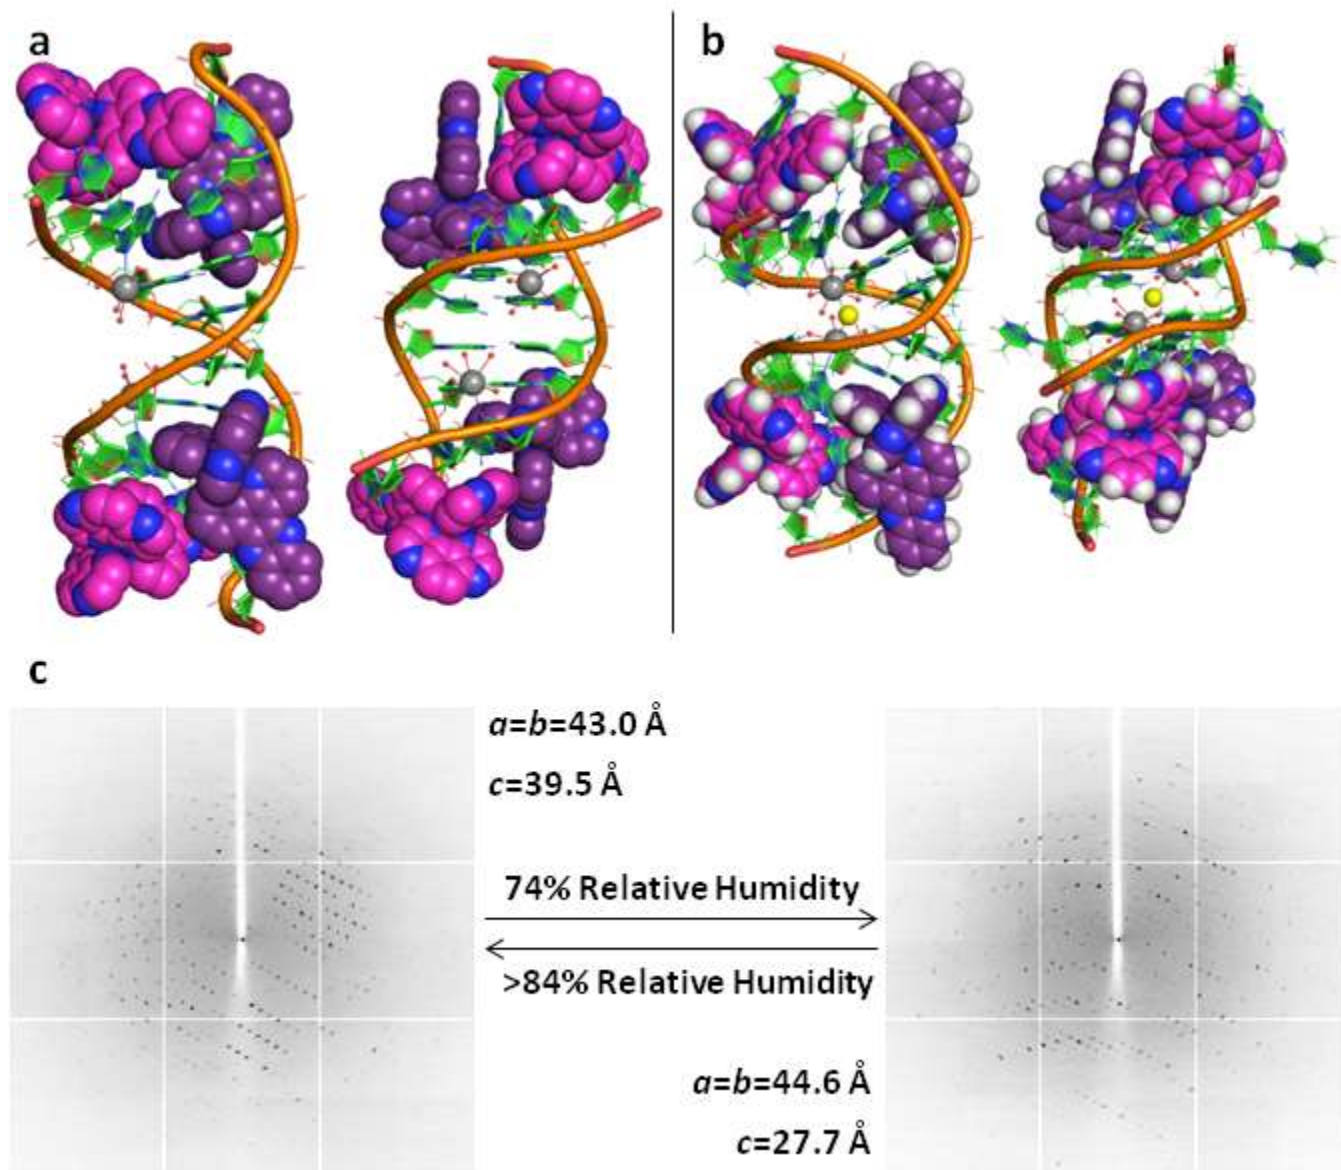 a
b
c
a=b=43.0 Å
c=39.5 Å
74% Relative Humidity
>84% Relative Humidity
a=b=44.6 Å
c=27.7 Å